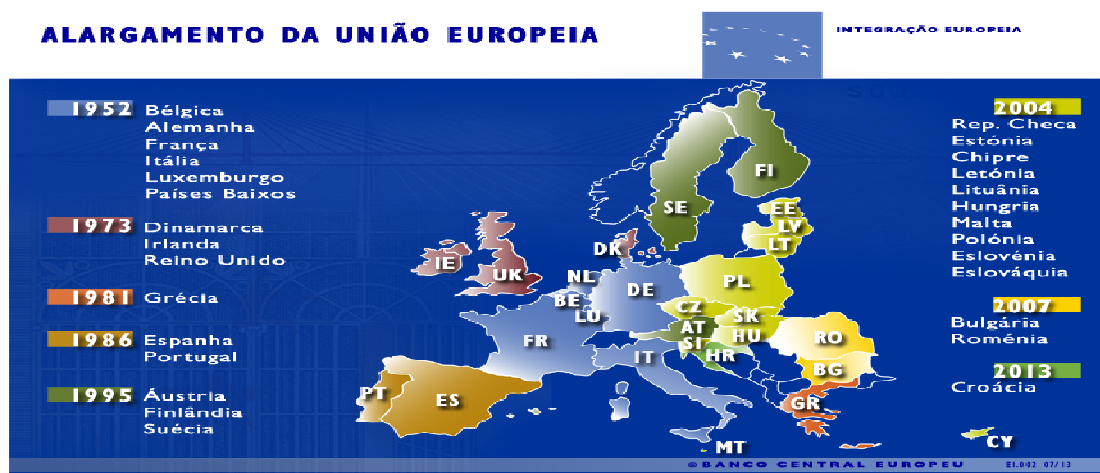 ALARGAMENTO DA UNIÃO EUROPEIA
INTEGRAÇÃO EUROPEIA
1952 Bélgica
Alemanha
França
Itália
Luxemburgo
Países Baixos
1973 Dinamarca
Irlanda
Reino Unido
1981 Grécia
1986 Espanha
Portugal
1995 Áustria
Finlândia
Suécia
FI
SE
EE
LV
LT
DK
IE
UK
NL
DE
PL
BE
LU
CZ
SK
AT
HU
SI
HR
FR
IT
RO
BG
PT
ES
GR
MT
CY
2004
Rep. Checa
Estónia
Chipre
Letónia
Lituânia
Hungria
Malta
Polónia
Eslovénia
Eslováquia
2007
Bulgária
Roménia
2013
Croácia
© BANCO CENTRAL EUROPEU EI.002 07/13